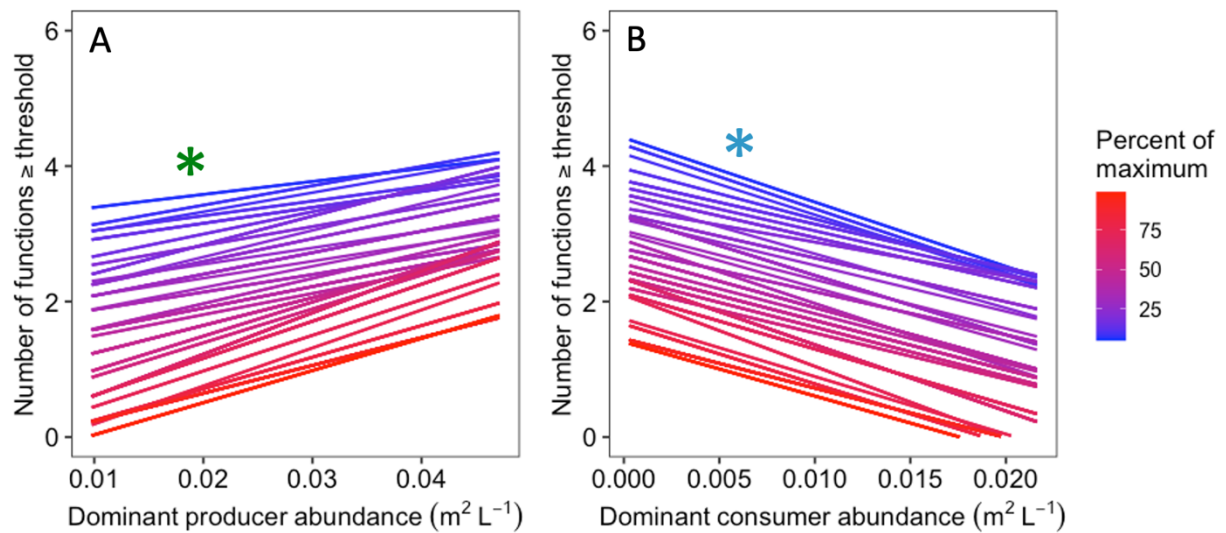 A
B
Number of functions ≥ threshold
6
4
2
0
0.01
0.02
0.03
0.04
Dominant producer abundance (m² L⁻¹)
Number of functions ≥ threshold
6
4
2
0
0.000
0.005
0.010
0.015
0.020
Dominant consumer abundance (m² L⁻¹)
Percent of
maximum
75
50
25